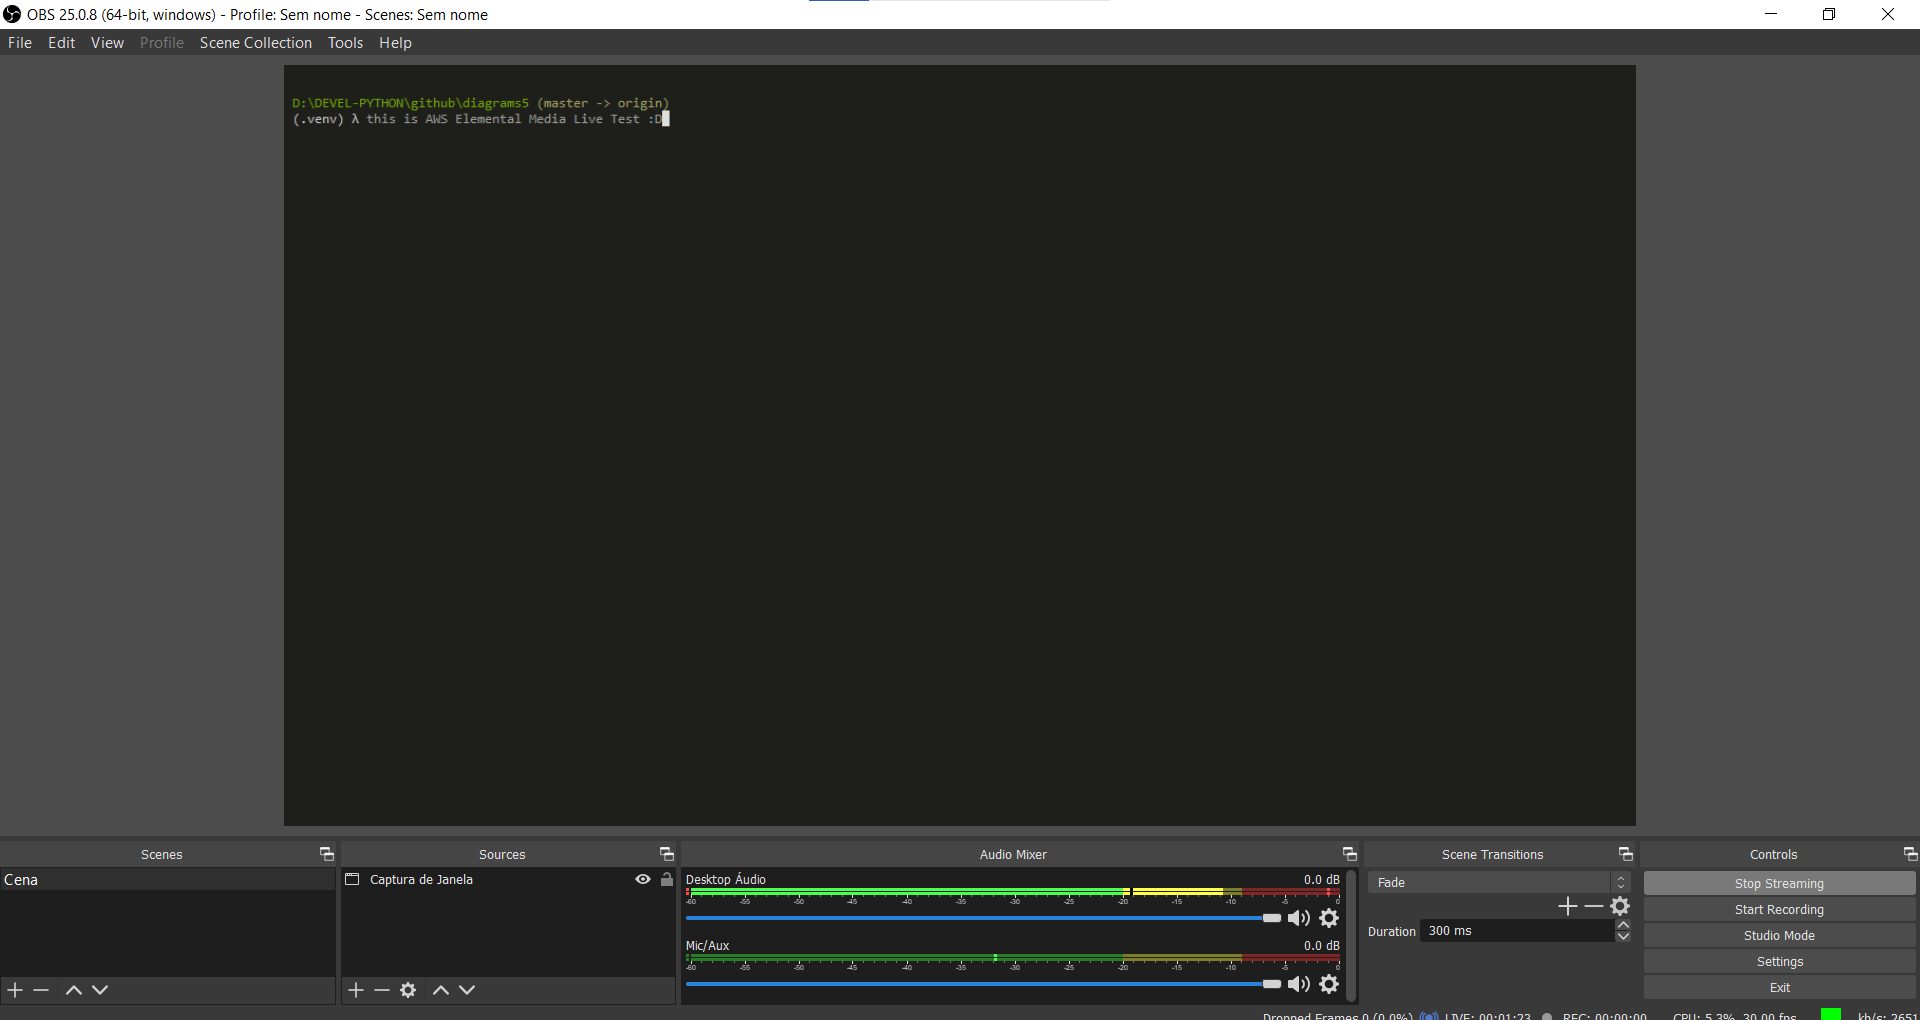 OBS 25.0.8 (64-bit, windows) - Profile: Sem nome - Scenes: Sem nome
File Edit View Profile Scene Collection Tools Help
D:\DEVEL-PYTHON\github\diagrams5 (master -> origin)
(.venv) λ this is AWS Elemental Media Live Test :D
Scenes
Cena
Sources
Captura de Janela
Audio Mixer
Desktop Áudio 0.0 dB
-60 -55 -50 -45 -40 -35 -30 -25 -20 -15 -10 -5 0
Mic/Aux 0.0 dB
-60 -55 -50 -45 -40 -35 -30 -25 -20 -15 -10 -5 0
Scene Transitions
Fade
Duration 300 ms
Controls
Stop Streaming
Start Recording
Studio Mode
Settings
Exit
Dropped Frames 0 (0.0%) LIVE: 00:01:23 REC: 00:00:00 CPU: 5.3%, 30.00 fps kb/s: 2651